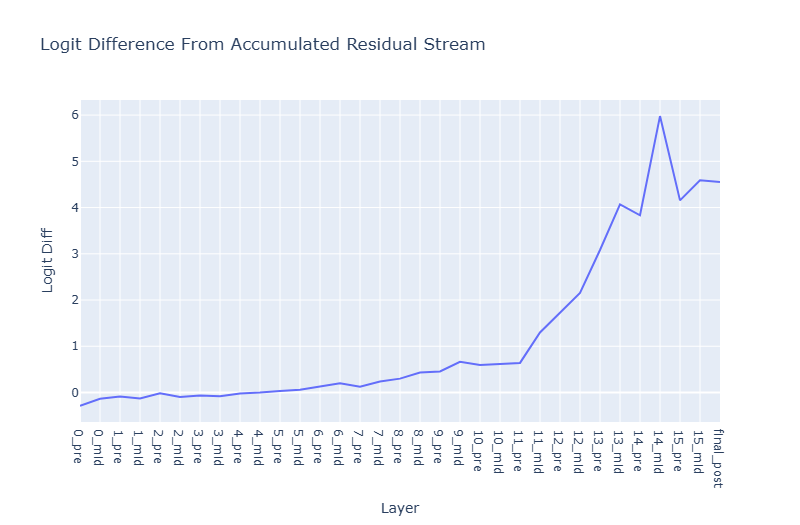 Logit Difference From Accumulated Residual Stream
6
5
4
3
2
1
0
Logit Diff
0_pre
0_mid
1_pre
1_mid
2_pre
2_mid
3_pre
3_mid
4_pre
4_mid
5_pre
5_mid
6_pre
6_mid
7_pre
7_mid
8_pre
8_mid
9_pre
9_mid
10_pre
10_mid
11_pre
11_mid
12_pre
12_mid
13_pre
13_mid
14_pre
14_mid
15_pre
15_mid
final_post
Layer